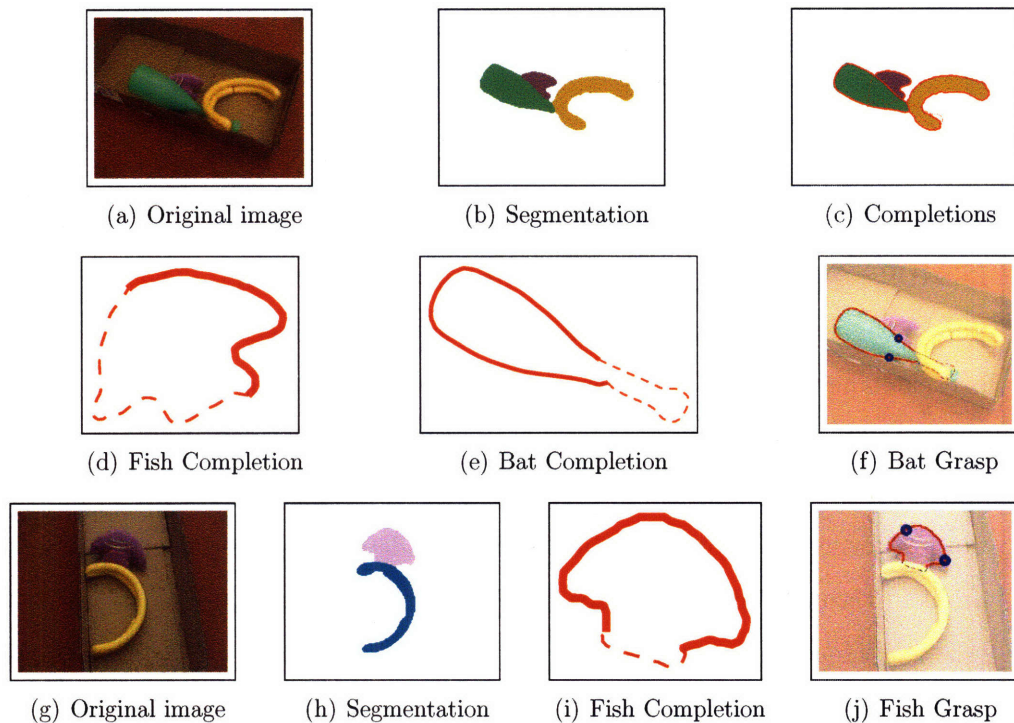 (a) Original image
(b) Segmentation
(c) Completions
(d) Fish Completion
(e) Bat Completion
(f) Bat Grasp
(g) Original image
(h) Segmentation
(i) Fish Completion
(j) Fish Grasp